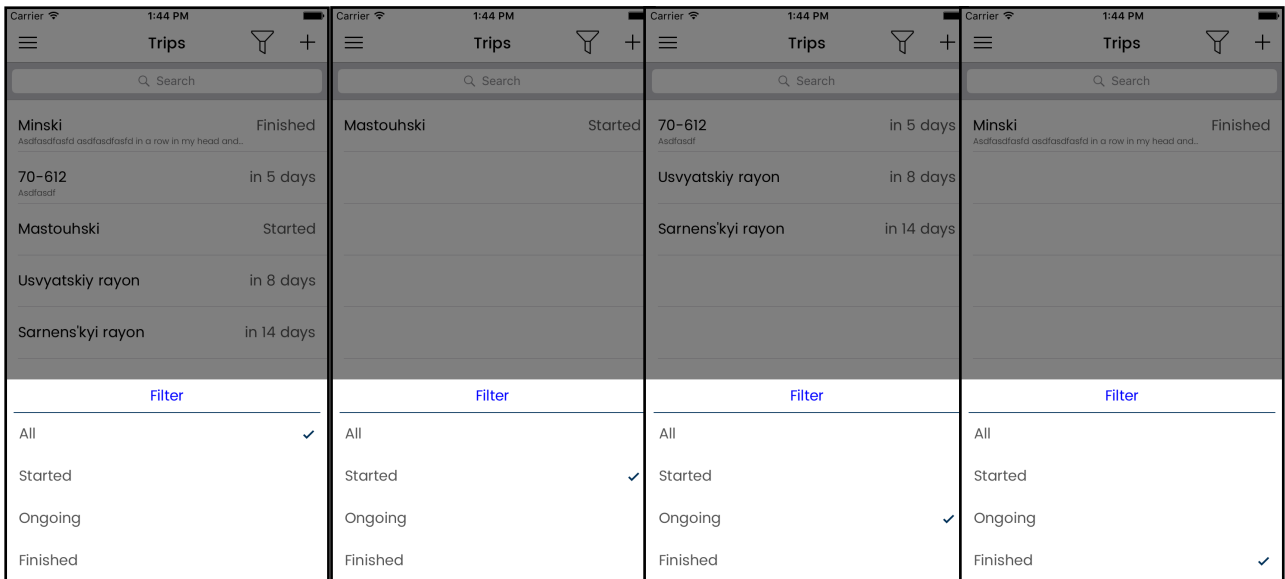 Carrier 1:44 PM
Trips
Search
Minski Finished
Asdfasdfasfd asdfasdfasfd in a row in my head and...
70-612 in 5 days
Asdfasdf
Mastouhski Started
Usvyatskiy rayon in 8 days
Sarnens'kyi rayon in 14 days
Filter
All
Started
Ongoing
Finished
Carrier 1:44 PM
Trips
Search
Mastouhski Started
Filter
All
Started
Ongoing
Finished
Carrier 1:44 PM
Trips
Search
70-612 in 5 days
Asdfasdf
Usvyatskiy rayon in 8 days
Sarnens'kyi rayon in 14 days
Filter
All
Started
Ongoing
Finished
Carrier 1:44 PM
Trips
Search
Minski Finished
Asdfasdfasfd asdfasdfasfd in a row in my head and...
Filter
All
Started
Ongoing
Finished